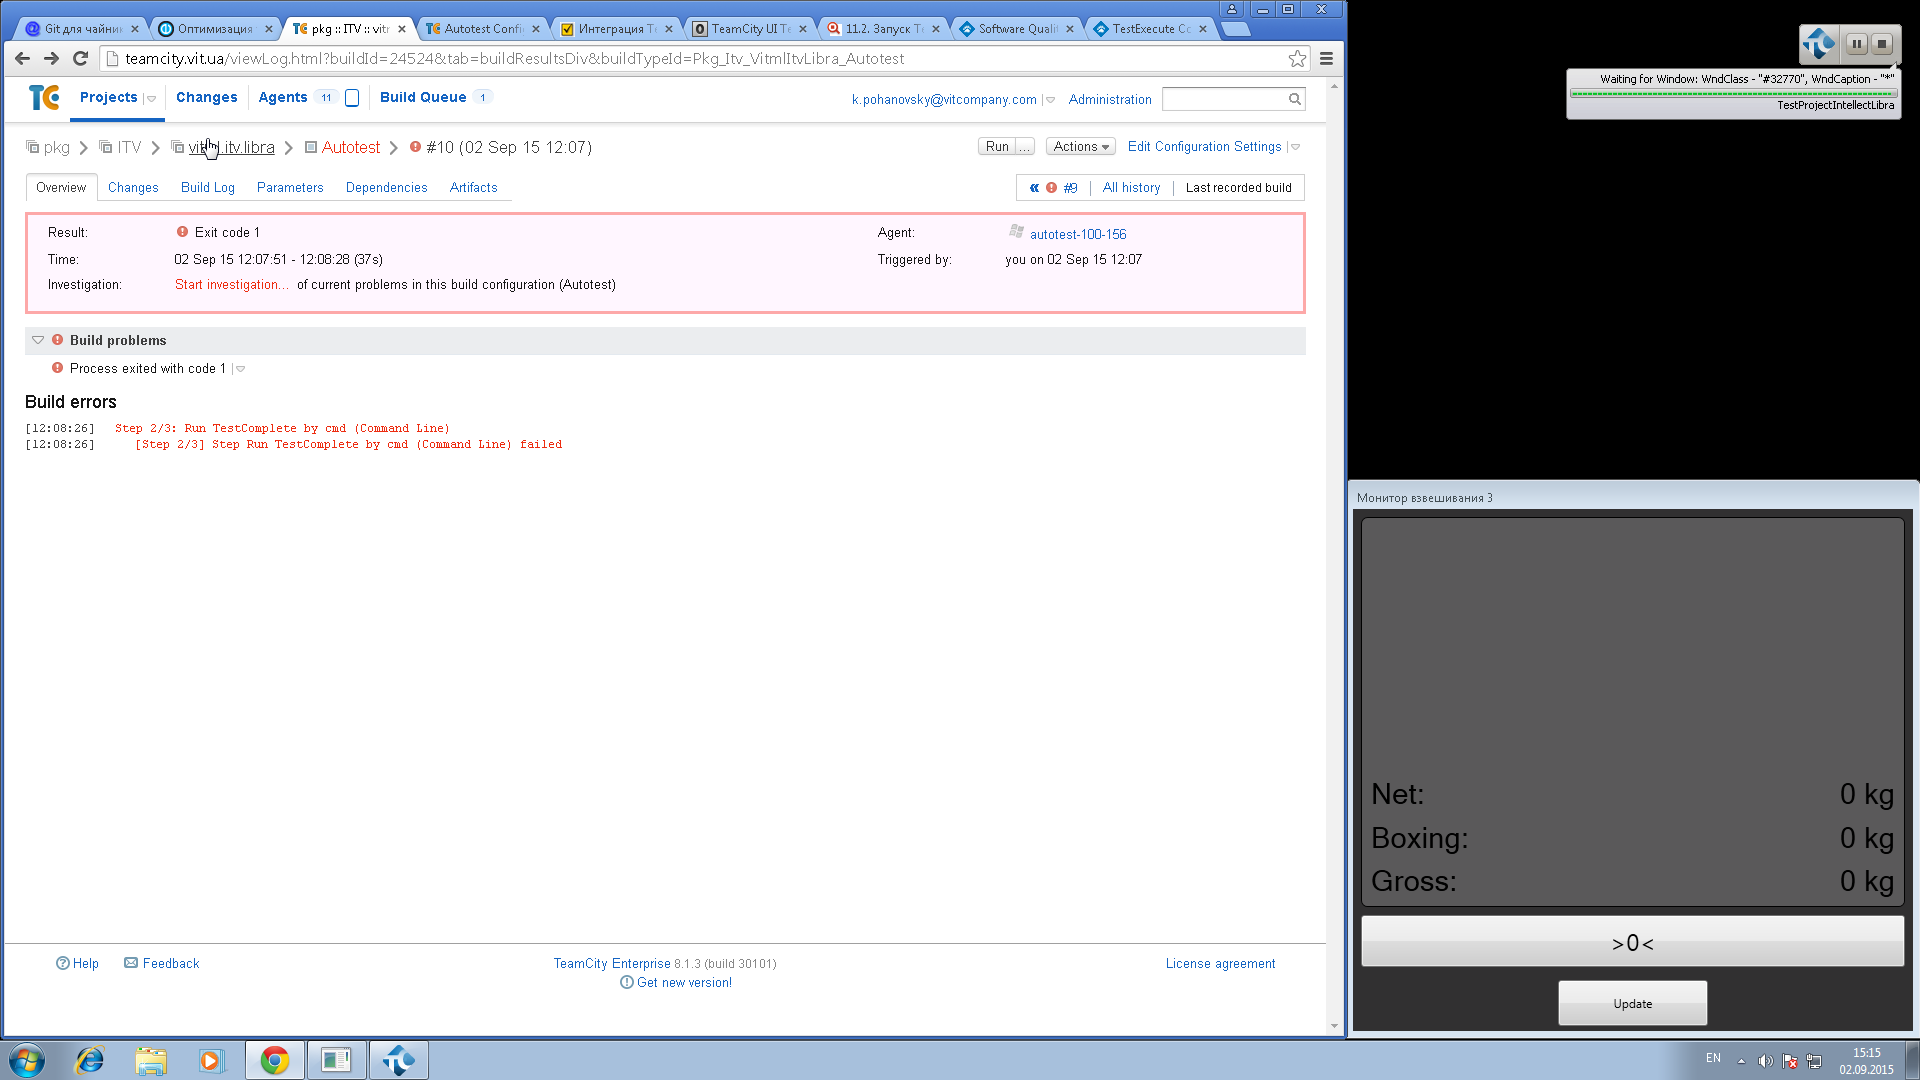 Git для чайник
Оптимизация
pkg :: ITV :: vitr
Autotest Confi
Интеграция Te
TeamCity UI Te
11.2. Запуск T
Software Quali
TestExecute Co
teamcity.vit.ua/viewLog.html?buildId=24524&tab=buildResultsDiv&buildTypeId=Pkg_Itv_VitmlItvLibra_Autotest
Projects
Changes
Agents 11
Build Queue 1
k.pohanovsky@vitcompany.com
Administration
pkg
ITV
.itv.libra
Autotest
#10 (02 Sep 15 12:07)
Run ...
Actions
Edit Configuration Settings
Overview
Changes
Build Log
Parameters
Dependencies
Artifacts
« #9
All history
Last recorded build
Result: Exit code 1
Agent: autotest-100-156
Time: 02 Sep 15 12:07:51 - 12:08:28 (37s)
Triggered by: you on 02 Sep 15 12:07
Investigation: Start investigation... of current problems in this build configuration (Autotest)
Build problems
Process exited with code 1
Build errors
[12:08:26] Step 2/3: Run TestComplete by cmd (Command Line)
[12:08:26] [Step 2/3] Step Run TestComplete by cmd (Command Line) failed
Help
Feedback
TeamCity Enterprise 8.1.3 (build 30101)
Get new version!
License agreement
Waiting for Window: WndClass - "#32770", WndCaption - "*"
TestProjectIntellectLibra
Монитор взвешивания 3
Net: 0 kg
Boxing: 0 kg
Gross: 0 kg
>0<
Update
EN
15:15
02.09.2015